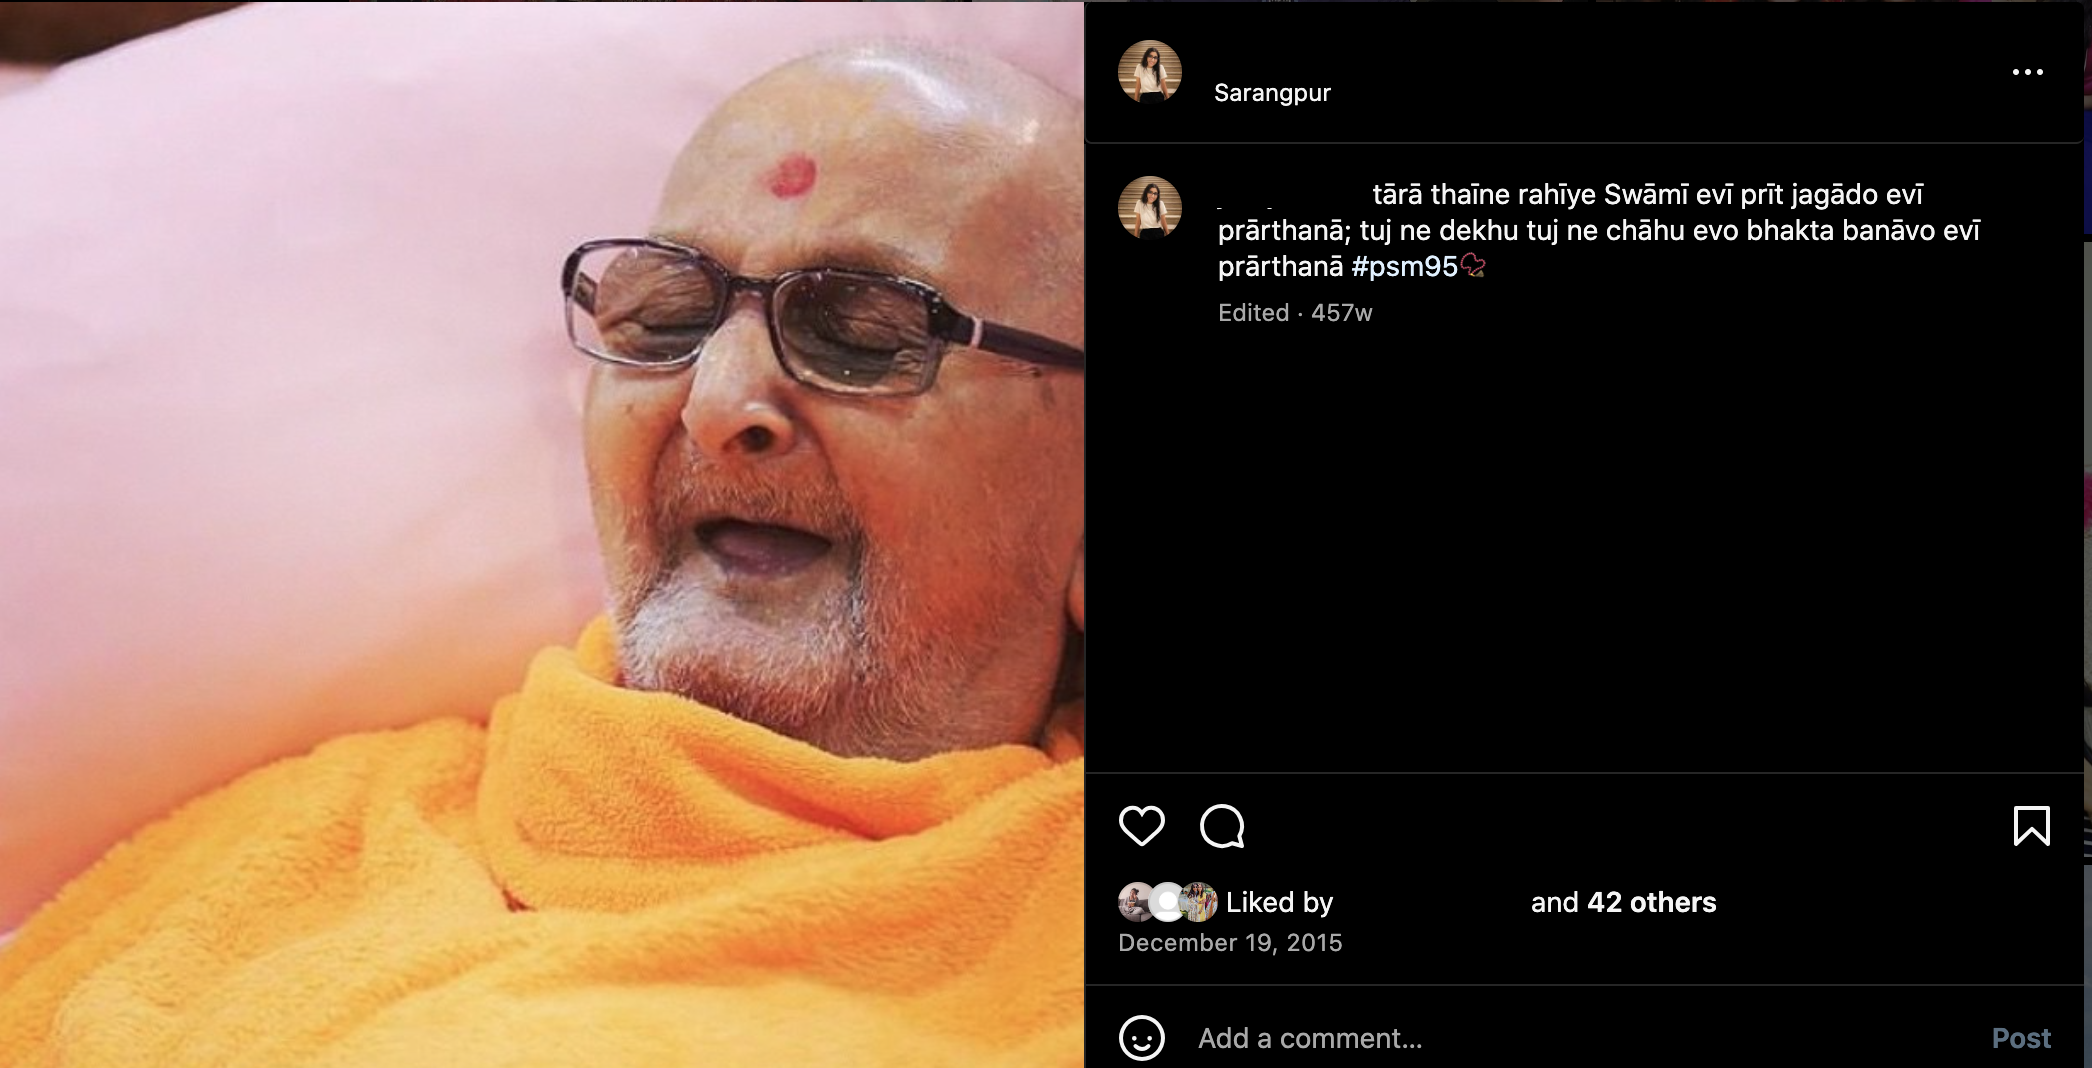 Sarangpur
tārā thaīne rahīye Swāmī evī prīt jagādo evī
prārthanā; tuj ne dekhu tuj ne chāhu evo bhakta banāvo evī
prārthanā #psm95📿
Edited · 457w
Liked by and 42 others
December 19, 2015
Add a comment...
Post